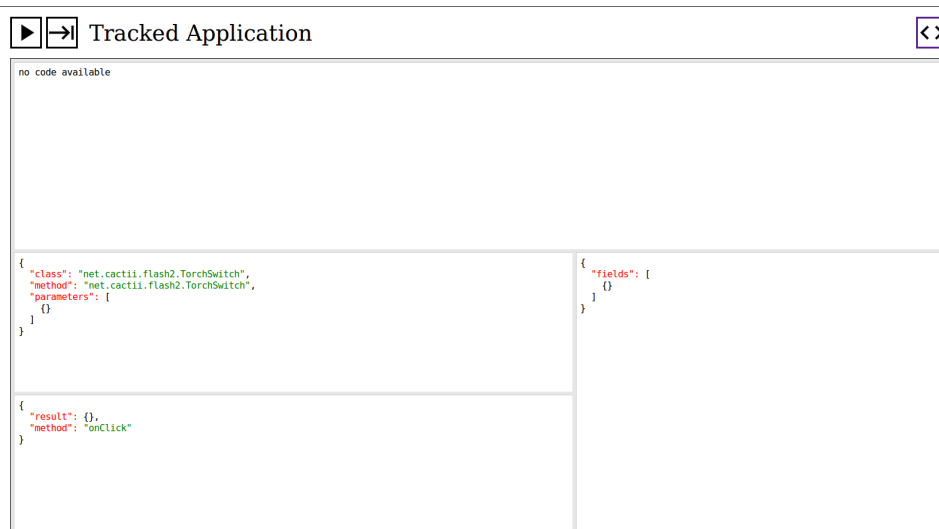 Tracked Application
no code available
{
"class": "net.cactii.flash2.TorchSwitch",
"method": "net.cactii.flash2.TorchSwitch",
"parameters": [
{}
]
}
{
"fields": [
{}
]
}
{
"result": {},
"method": "onClick"
}